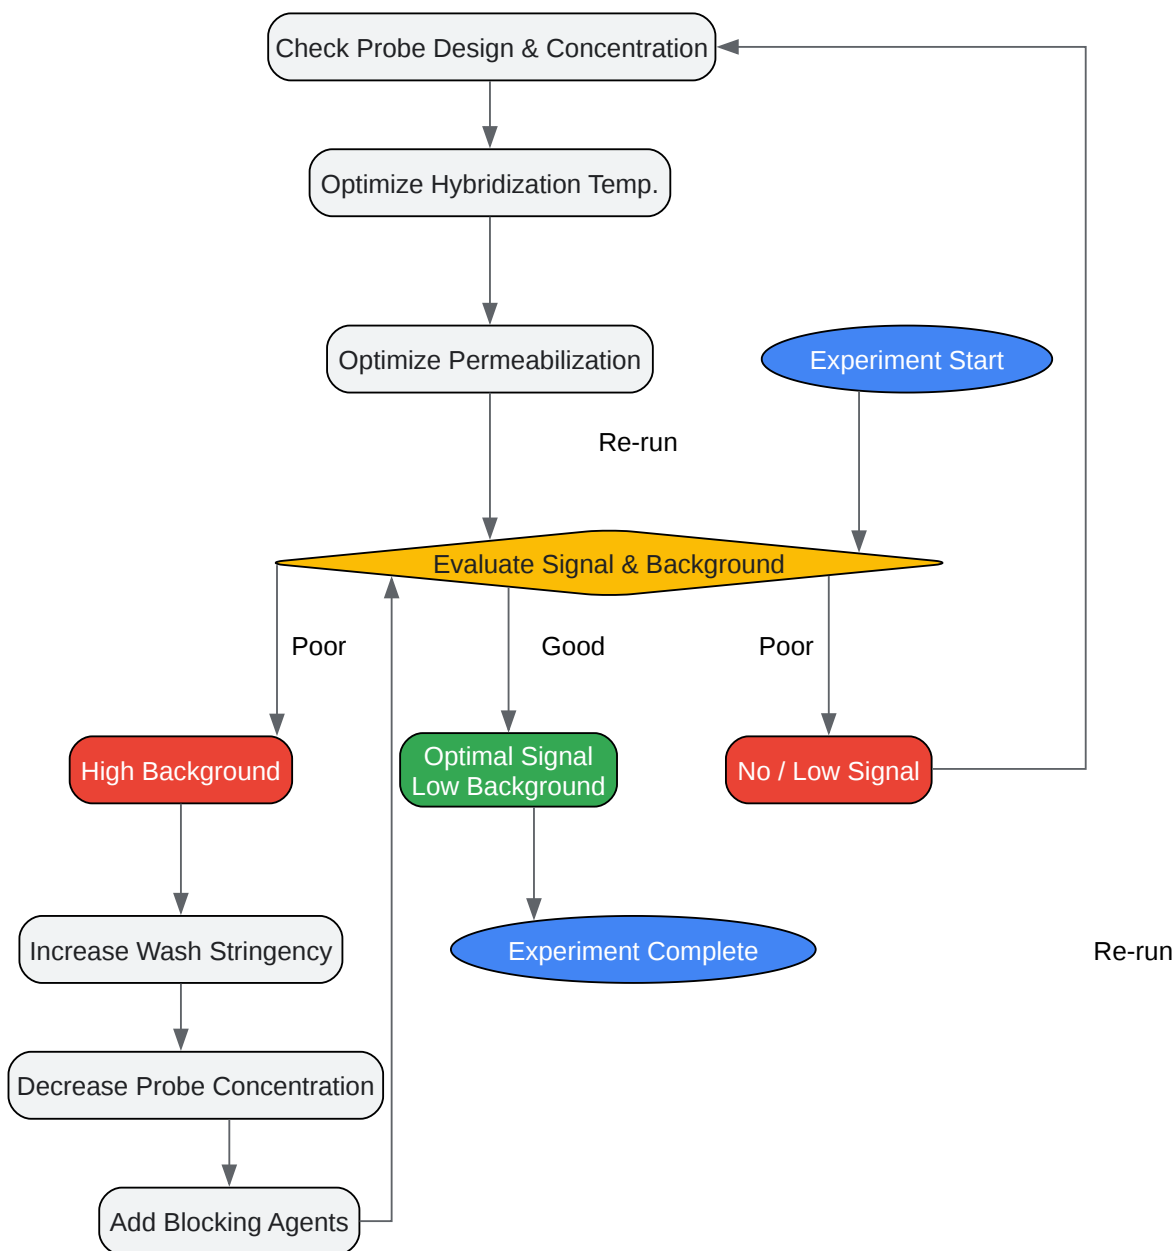 Check Probe Design & Concentration
Optimize Hybridization Temp.
Optimize Permeabilization
Experiment Start
Re-run
Evaluate Signal & Background
Poor
Good
Poor
High Background
Optimal Signal
Low Background
No / Low Signal
Increase Wash Stringency
Experiment Complete
Re-run
Decrease Probe Concentration
Add Blocking Agents